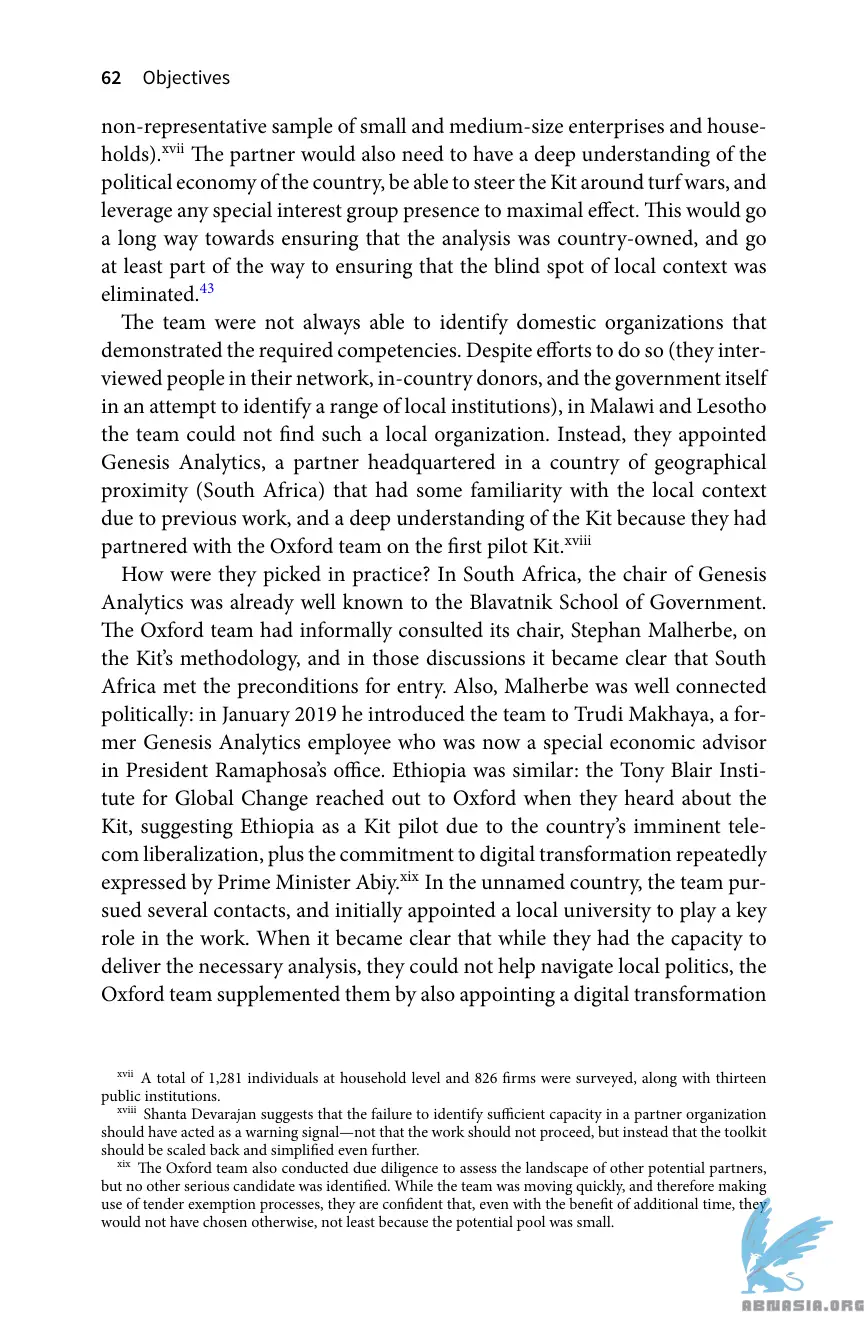 62 Objectives
non-representative sample of small and medium-size enterprises and house-
holds).xvii The partner would also need to have a deep understanding of the
political economy of the country, be able to steer the Kit around turf wars, and
leverage any special interest group presence to maximal effect. This would go
a long way towards ensuring that the analysis was country-owned, and go
at least part of the way to ensuring that the blind spot of local context was
eliminated.43
The team were not always able to identify domestic organizations that
demonstrated the required competencies. Despite efforts to do so (they inter-
viewed people in their network, in-country donors, and the government itself
in an attempt to identify a range of local institutions), in Malawi and Lesotho
the team could not find such a local organization. Instead, they appointed
Genesis Analytics, a partner headquartered in a country of geographical
proximity (South Africa) that had some familiarity with the local context
due to previous work, and a deep understanding of the Kit because they had
partnered with the Oxford team on the first pilot Kit.xviii
How were they picked in practice? In South Africa, the chair of Genesis
Analytics was already well known to the Blavatnik School of Government.
The Oxford team had informally consulted its chair, Stephan Malherbe, on
the Kit's methodology, and in those discussions it became clear that South
Africa met the preconditions for entry. Also, Malherbe was well connected
politically: in January 2019 he introduced the team to Trudi Makhaya, a for-
mer Genesis Analytics employee who was now a special economic advisor
in President Ramaphosa's office. Ethiopia was similar: the Tony Blair Insti-
tute for Global Change reached out to Oxford when they heard about the
Kit, suggesting Ethiopia as a Kit pilot due to the country's imminent tele-
com liberalization, plus the commitment to digital transformation repeatedly
expressed by Prime Minister Abiy.xix In the unnamed country, the team pur-
sued several contacts, and initially appointed a local university to play a key
role in the work. When it became clear that while they had the capacity to
deliver the necessary analysis, they could not help navigate local politics, the
Oxford team supplemented them by also appointing a digital transformation
xvii A total of 1,281 individuals at household level and 826 firms were surveyed, along with thirteen
public institutions.
xviii Shanta Devarajan suggests that the failure to identify sufficient capacity in a partner organization
should have acted as a warning signal—not that the work should not proceed, but instead that the toolkit
should be scaled back and simplified even further.
xix The Oxford team also conducted due diligence to assess the landscape of other potential partners,
but no other serious candidate was identified. While the team was moving quickly, and therefore making
use of tender exemption processes, they are confident that, even with the benefit of additional time, they
would not have chosen otherwise, not least because the potential pool was small.
ABNASIA.ORG